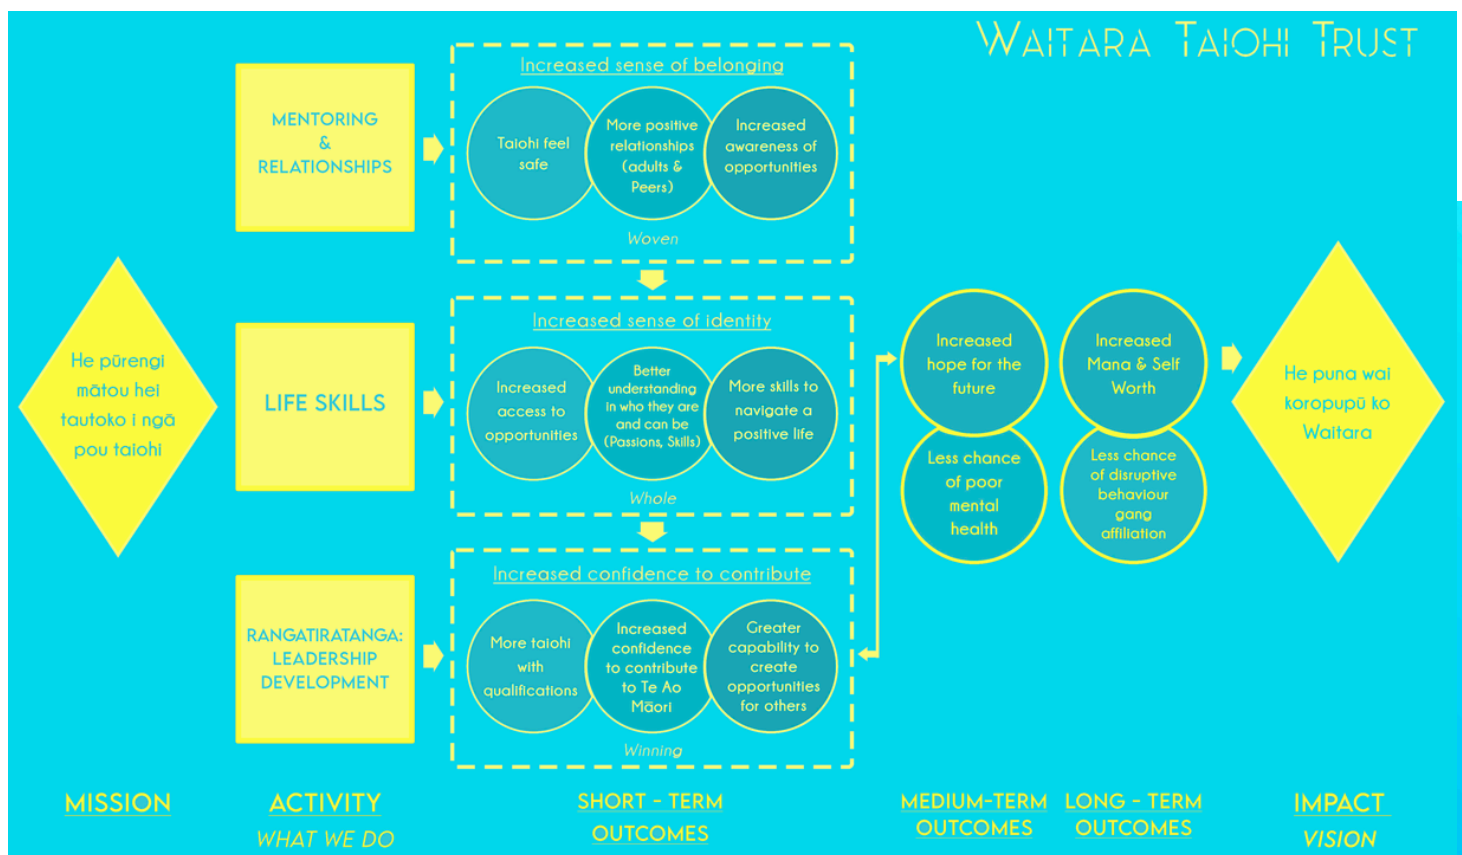 WAITARA TAIOHI TRUST
He pūrengi
mātou hei
tautoko i ngā
pou taiohi
MISSION
MENTORING
&
RELATIONSHIPS
LIFE SKILLS
RANGATIRATANGA:
LEADERSHIP
DEVELOPMENT
ACTIVITY
WHAT WE DO
Increased sense of belonging
Taiohi feel
safe
More positive
relationships
(adults &
Peers)
Increased
awareness of
opportunities
Woven
Increased sense of identity
Increased
access to
opportunities
Better
understanding
in who they are
and can be
(Passions, Skills)
More skills to
navigate a
positive life
Whole
Increased confidence to contribute
More taiohi
with
qualifications
Increased
confidence
to contribute
to Te Ao
Māori
Greater
capability to
create
opportunities
for others
Winning
SHORT - TERM
OUTCOMES
Increased
hope for the
future
Less chance
of poor
mental
health
MEDIUM-TERM
OUTCOMES
Increased
Mana & Self
Worth
Less chance
of disruptive
behaviour
gang
affiliation
LONG - TERM
OUTCOMES
He puna wai
koropupū ko
Waitara
IMPACT
VISION